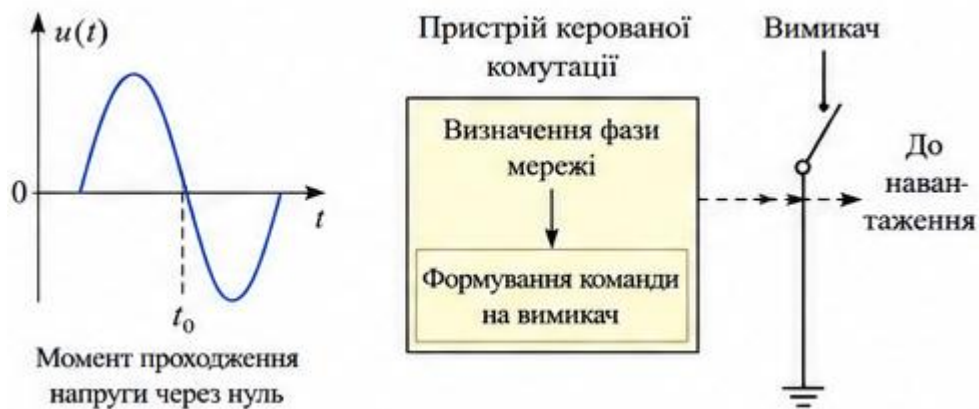 u(t)
0
t
t₀
Момент проходження
напруги через нуль
Пристрій керованої
комутації
Визначення фази
мережі
Формування команди
на вимикач
Вимикач
До
наван-
таження